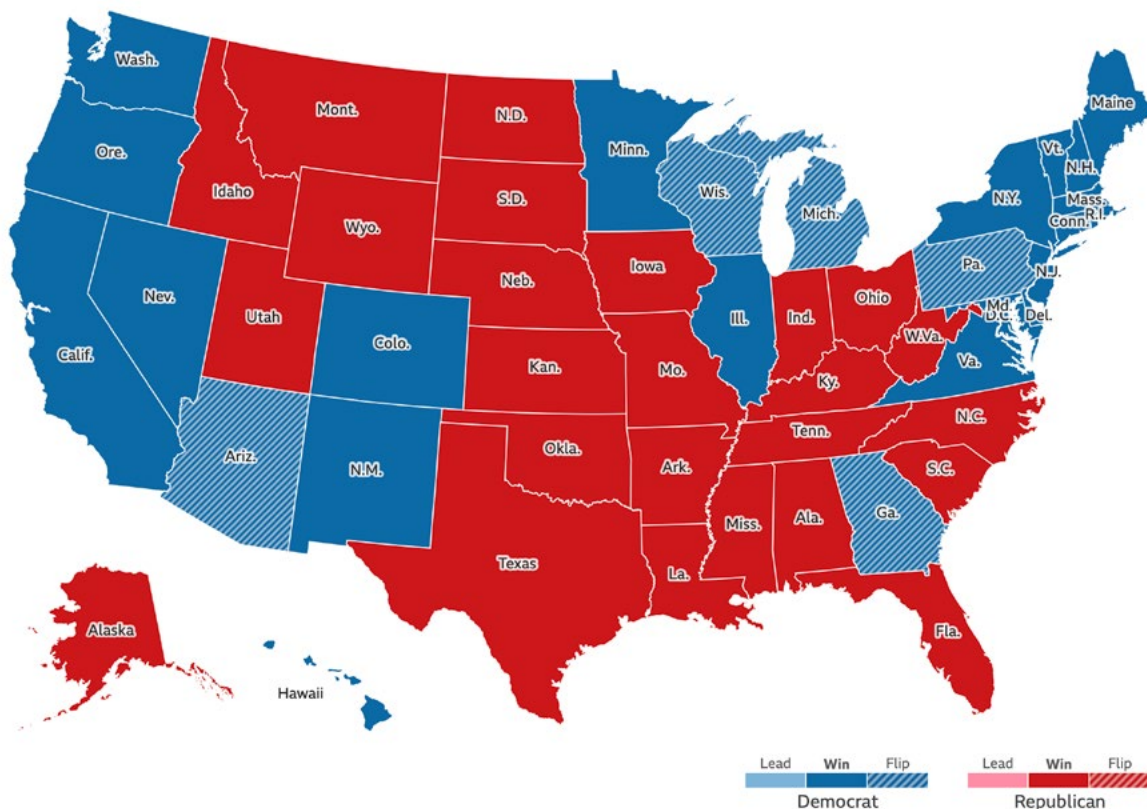 Wash.
Maine
Mont.
N.D.
Minn.
Ore.
Vt.
N.H.
Idaho
Wis.
S.D.
Mich.
N.Y.
Mass.
Wyo.
Conn.
R.I.
Iowa
Pa.
N.J.
Neb.
Nev.
Ohio
Md.
D.C.
Del.
Utah
Ill.
Ind.
Colo.
W.Va.
Calif.
Va.
Kan.
Mo.
Ky.
N.C.
Tenn.
Okla.
Ariz.
N.M.
Ark.
S.C.
Ga.
Miss.
Ala.
Texas
La.
Alaska
Fla.
Hawaii
Lead Win Flip Lead Win Flip
Democrat Republican